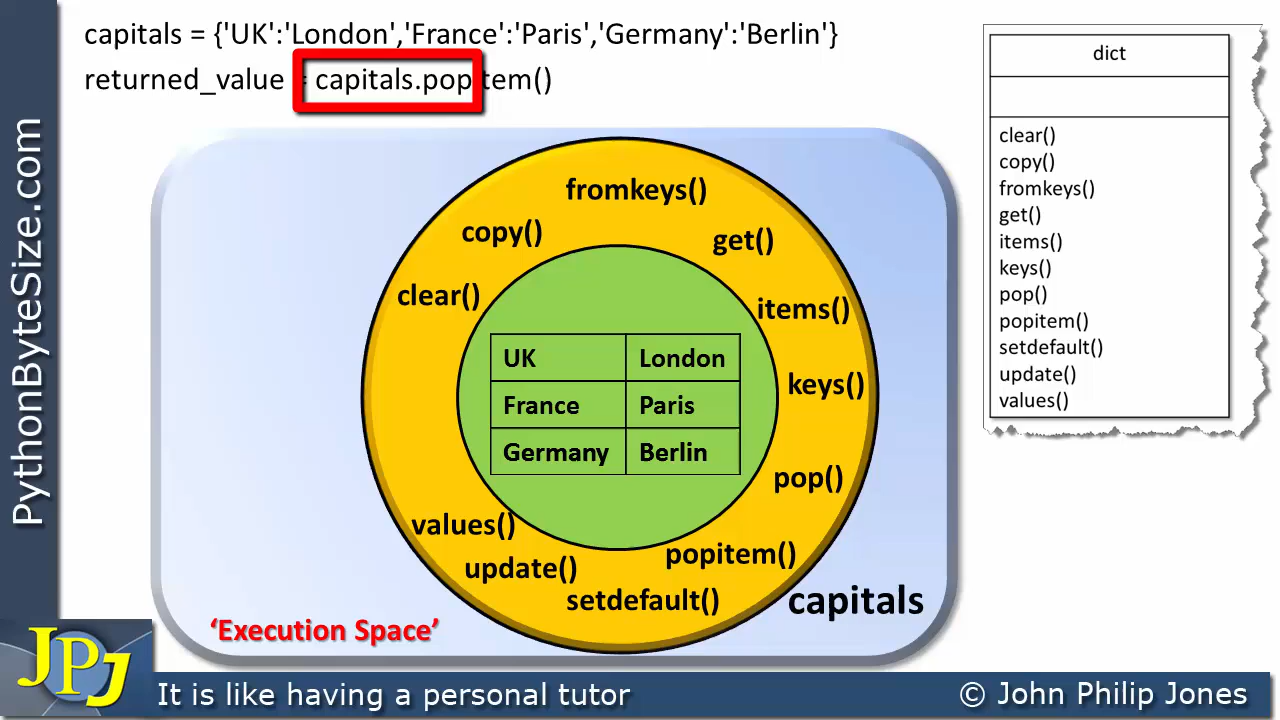 capitals = {'UK':'London','France':'Paris','Germany':'Berlin'}
returned_value = capitals.pop tem()
dict
clear()
copy()
fromkeys()
get()
items()
keys()
pop()
popitem()
setdefault()
update()
values()
fromkeys()
copy()
get()
clear()
items()
UK London
France Paris
Germany Berlin
keys()
pop()
values()
popitem()
update()
setdefault()
capitals
‘Execution Space’
PythonByteSize.com
JPJ
It is like having a personal tutor
© John Philip Jones